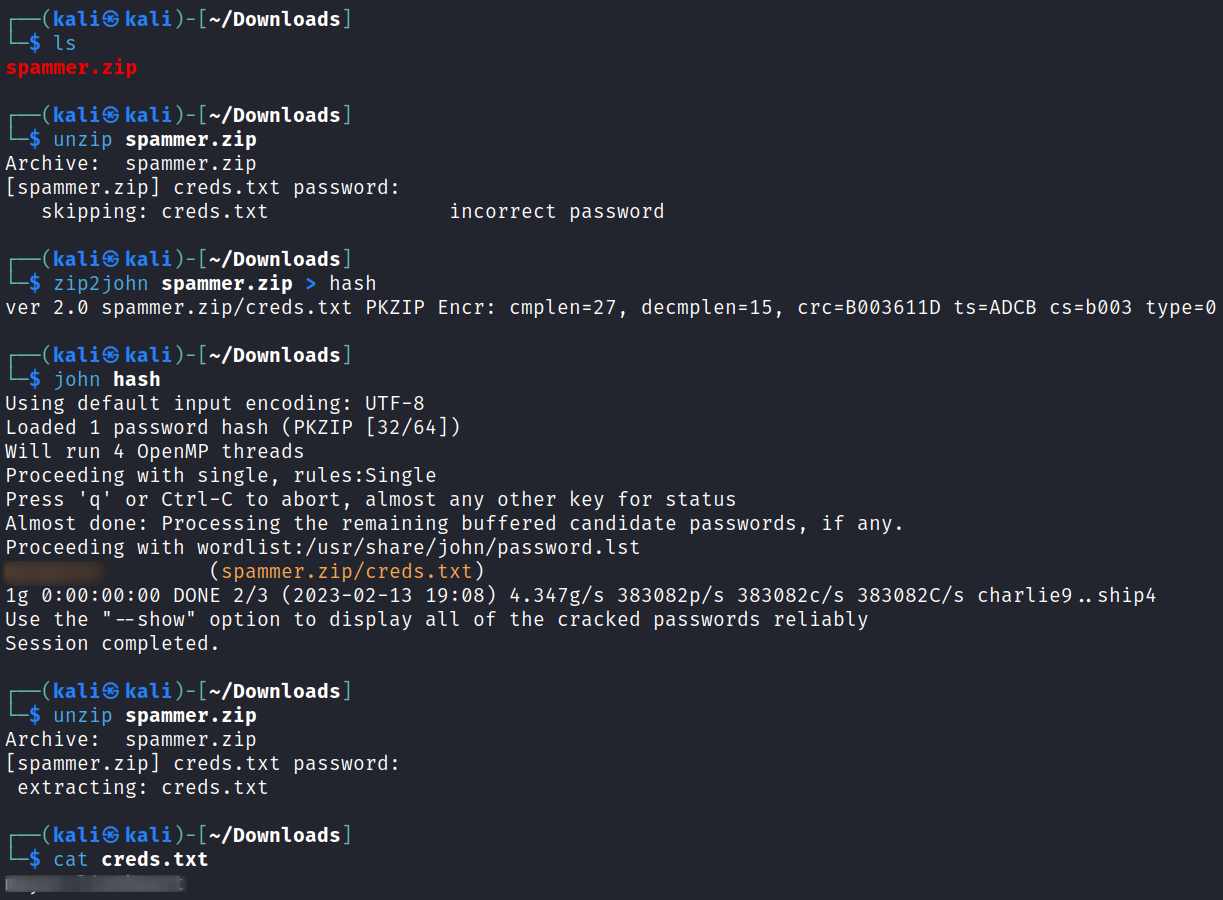 ┌──(kali㉿kali)-[~/Downloads]
└─$ ls
spammer.zip
┌──(kali㉿kali)-[~/Downloads]
└─$ unzip spammer.zip
Archive:  spammer.zip
[spammer.zip] creds.txt password:
   skipping: creds.txt               incorrect password
┌──(kali㉿kali)-[~/Downloads]
└─$ zip2john spammer.zip > hash
ver 2.0 spammer.zip/creds.txt PKZIP Encr: cmplen=27, decmplen=15, crc=B003611D ts=ADCB cs=b003 type=0
┌──(kali㉿kali)-[~/Downloads]
└─$ john hash
Using default input encoding: UTF-8
Loaded 1 password hash (PKZIP [32/64])
Will run 4 OpenMP threads
Proceeding with single, rules:Single
Press 'q' or Ctrl-C to abort, almost any other key for status
Almost done: Processing the remaining buffered candidate passwords, if any.
Proceeding with wordlist:/usr/share/john/password.lst
(spammer.zip/creds.txt)
1g 0:00:00:00 DONE 2/3 (2023-02-13 19:08) 4.347g/s 383082p/s 383082c/s 383082C/s charlie9..ship4
Use the "--show" option to display all of the cracked passwords reliably
Session completed.
┌──(kali㉿kali)-[~/Downloads]
└─$ unzip spammer.zip
Archive:  spammer.zip
[spammer.zip] creds.txt password:
 extracting: creds.txt
┌──(kali㉿kali)-[~/Downloads]
└─$ cat creds.txt